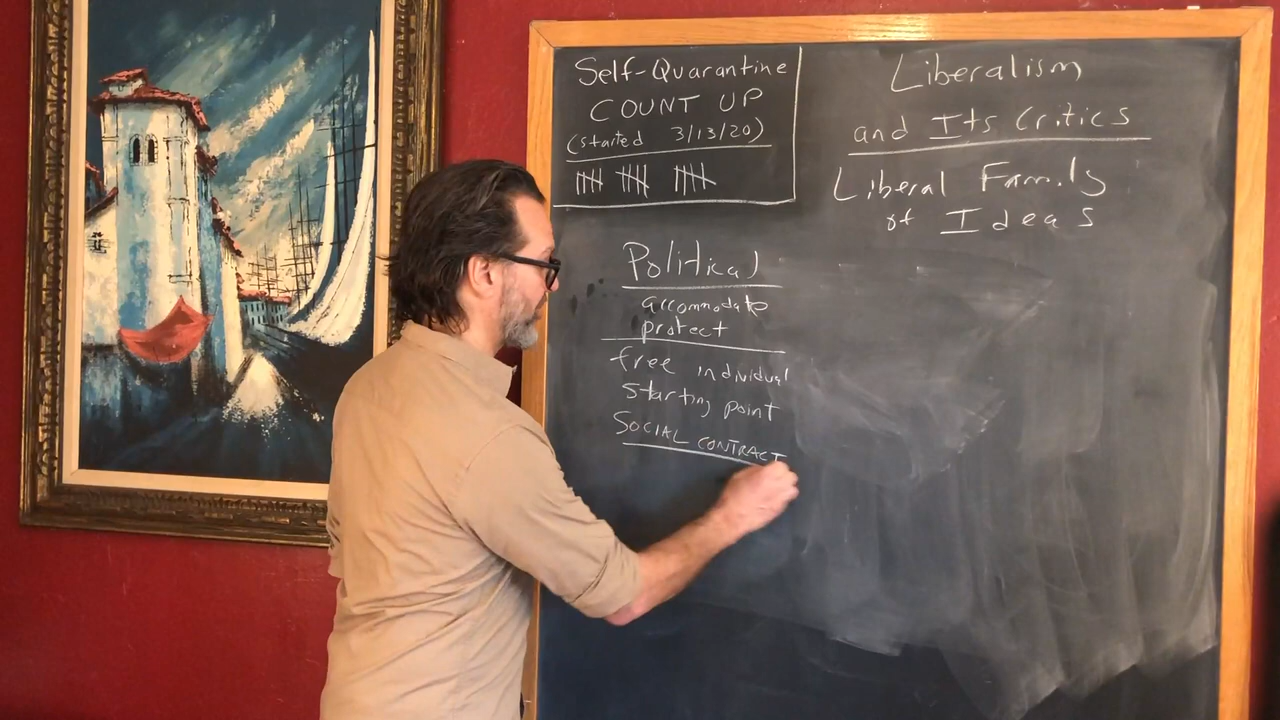 Self-Quarantine
COUNT UP
(started 3/13/20)
Liberalism
and Its Critics
Liberal Family
of Ideas
Political
accommodate
protect
free individual
starting point
SOCIAL CONTRACT